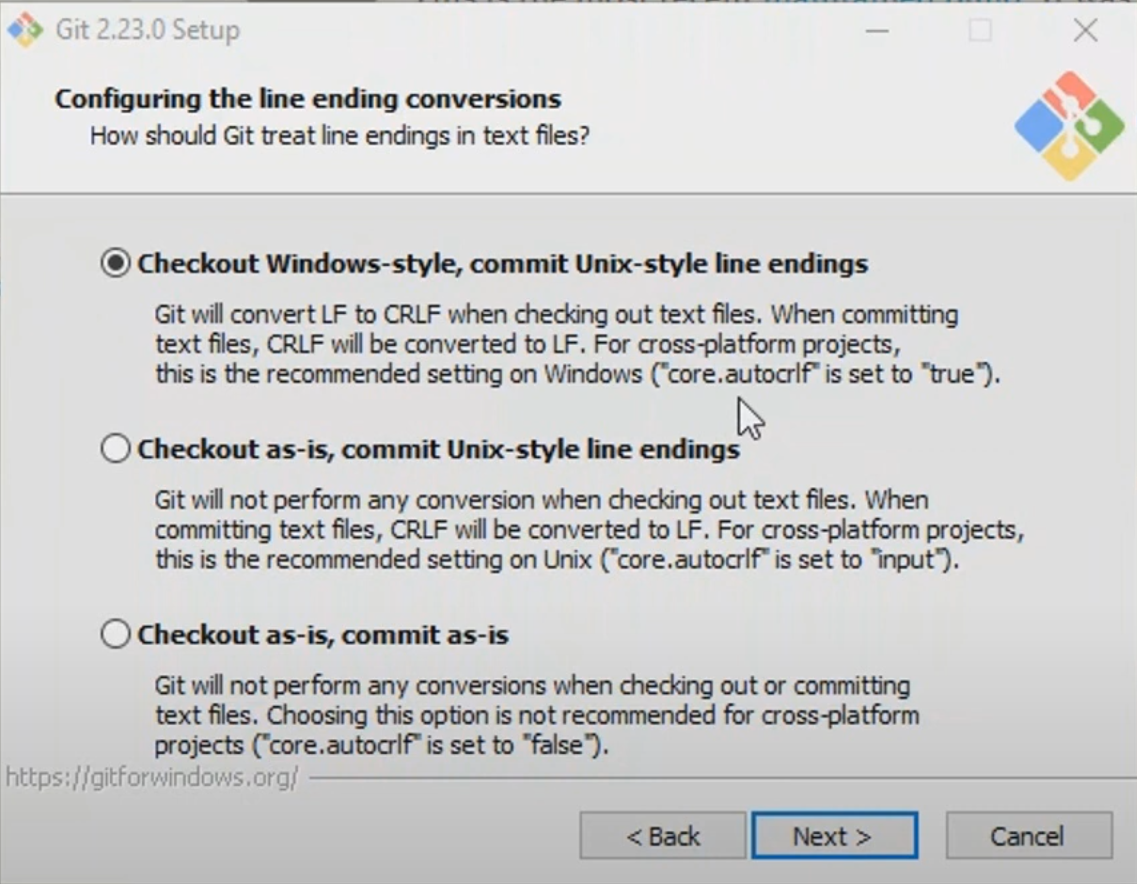 Git 2.23.0 Setup
Configuring the line ending conversions
How should Git treat line endings in text files?
Checkout Windows-style, commit Unix-style line endings
Git will convert LF to CRLF when checking out text files. When committing
text files, CRLF will be converted to LF. For cross-platform projects,
this is the recommended setting on Windows ("core.autocrlf" is set to "true").
Checkout as-is, commit Unix-style line endings
Git will not perform any conversion when checking out text files. When
committing text files, CRLF will be converted to LF. For cross-platform projects,
this is the recommended setting on Unix ("core.autocrlf" is set to "input").
Checkout as-is, commit as-is
Git will not perform any conversions when checking out or committing
text files. Choosing this option is not recommended for cross-platform
projects ("core.autocrlf" is set to "false").
https://gitforwindows.org/
< Back Next > Cancel